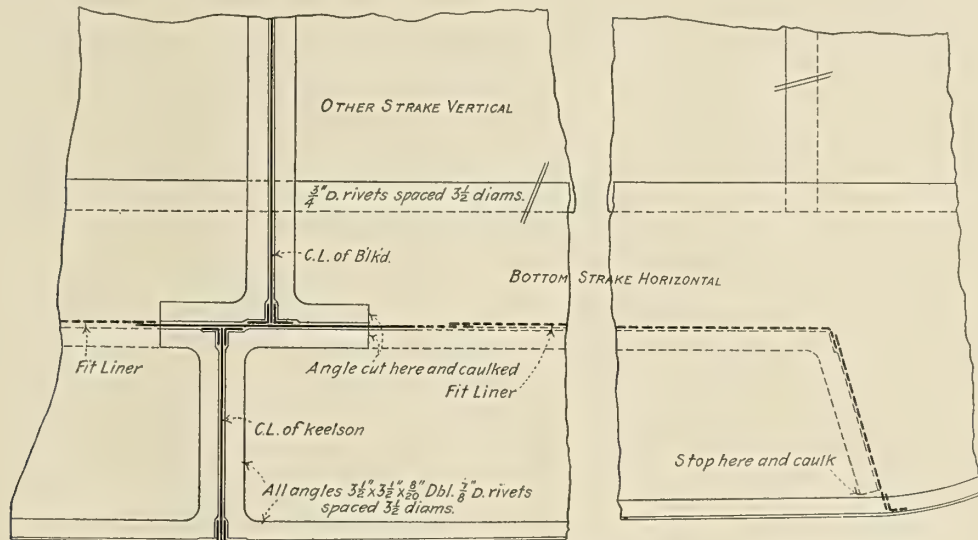 OTHER STRAKE VERTICAL
3/4" D. rivets spaced 3 1/2 diams.
C.L. of B'lk'd.
BOTTOM STRAKE HORIZONTAL
Fit Liner
Angle cut here and caulked
Fit Liner
C.L. of keelson
Stop here and caulk
All angles 3 1/2" x 3 1/2" x 8/20" Dbl. 7/8" D. rivets
spaced 3 1/2 diams.